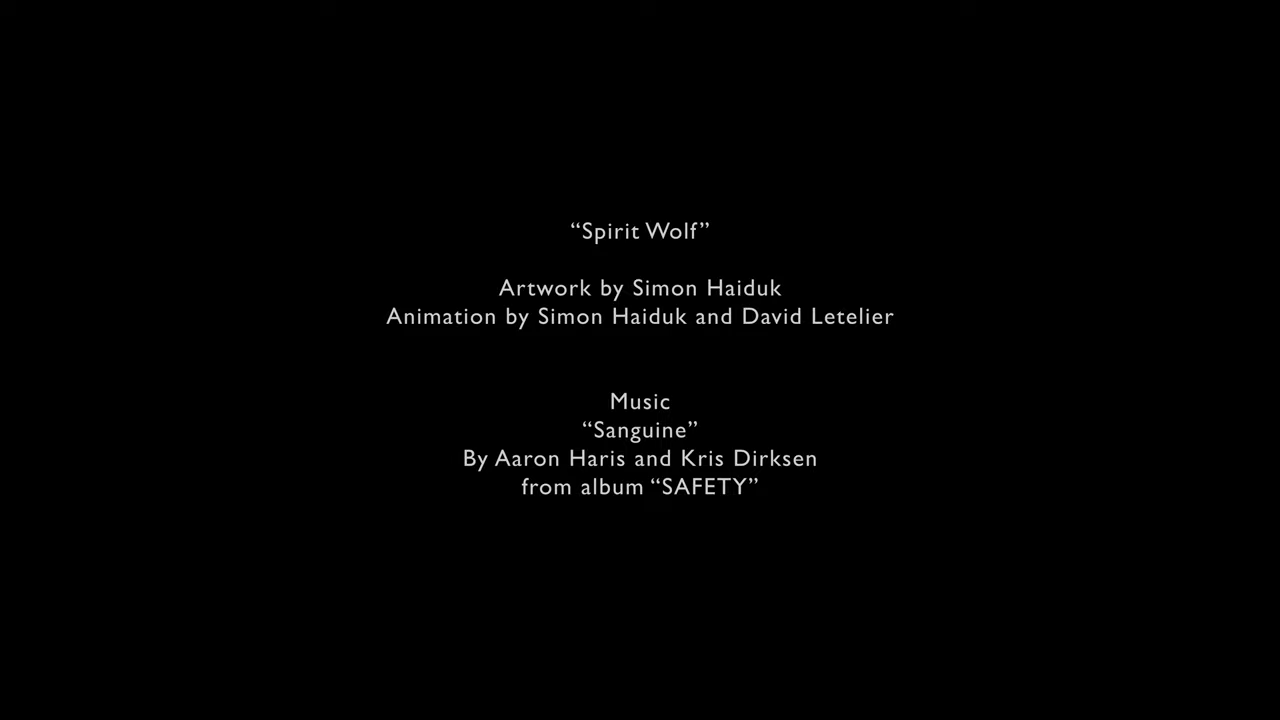 “Spirit Wolf”
Artwork by Simon Haiduk
Animation by Simon Haiduk and David Letelier
Music
“Sanguine”
By Aaron Haris and Kris Dirksen
from album “SAFETY”